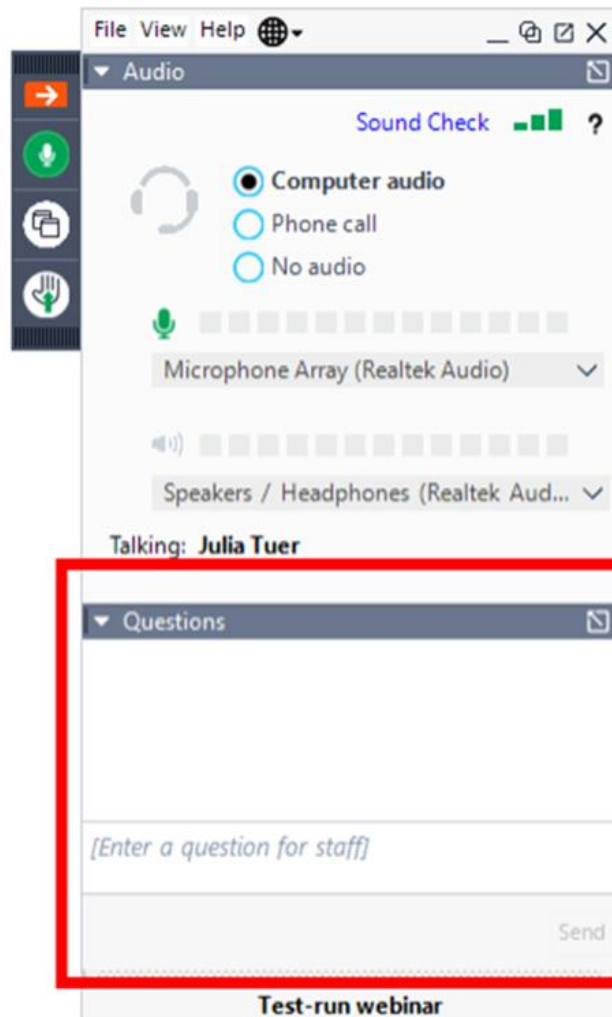 File View Help
Audio
Sound Check ?
Computer audio
Phone call
No audio
Microphone Array (Realtek Audio)
Speakers / Headphones (Realtek Aud...
Talking: Julia Tuer
Questions
[Enter a question for staff]
Send
Test-run webinar